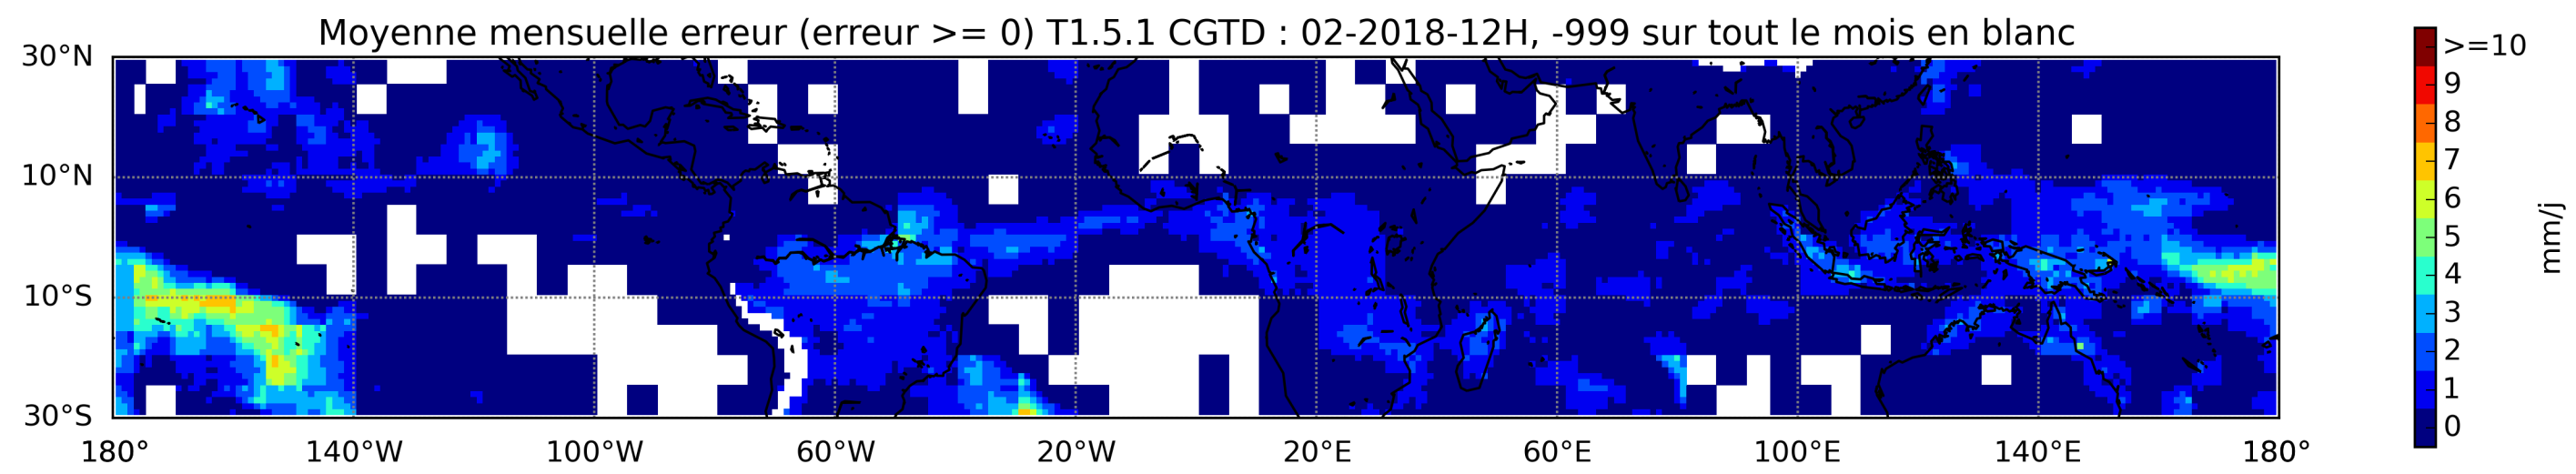 Moyenne mensuelle erreur (erreur >= 0) T1.5.1 CGTD : 02-2018-12H, -999 sur tout le mois en blanc
30°N
10°N
10°S
30°S
180° 140°W 100°W 60°W 20°W 20°E 60°E 100°E 140°E 180°
>=10
9
8
7
6
5
4
3
2
1
0
mm/j